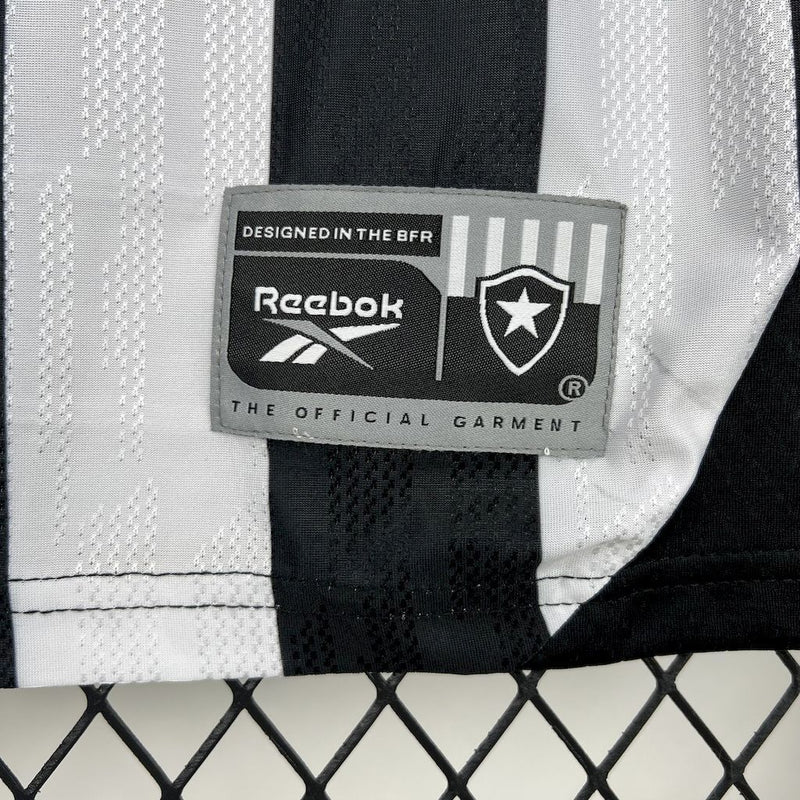 DESIGNED IN THE BFR
Reebok
®
THE OFFICIAL GARMENT